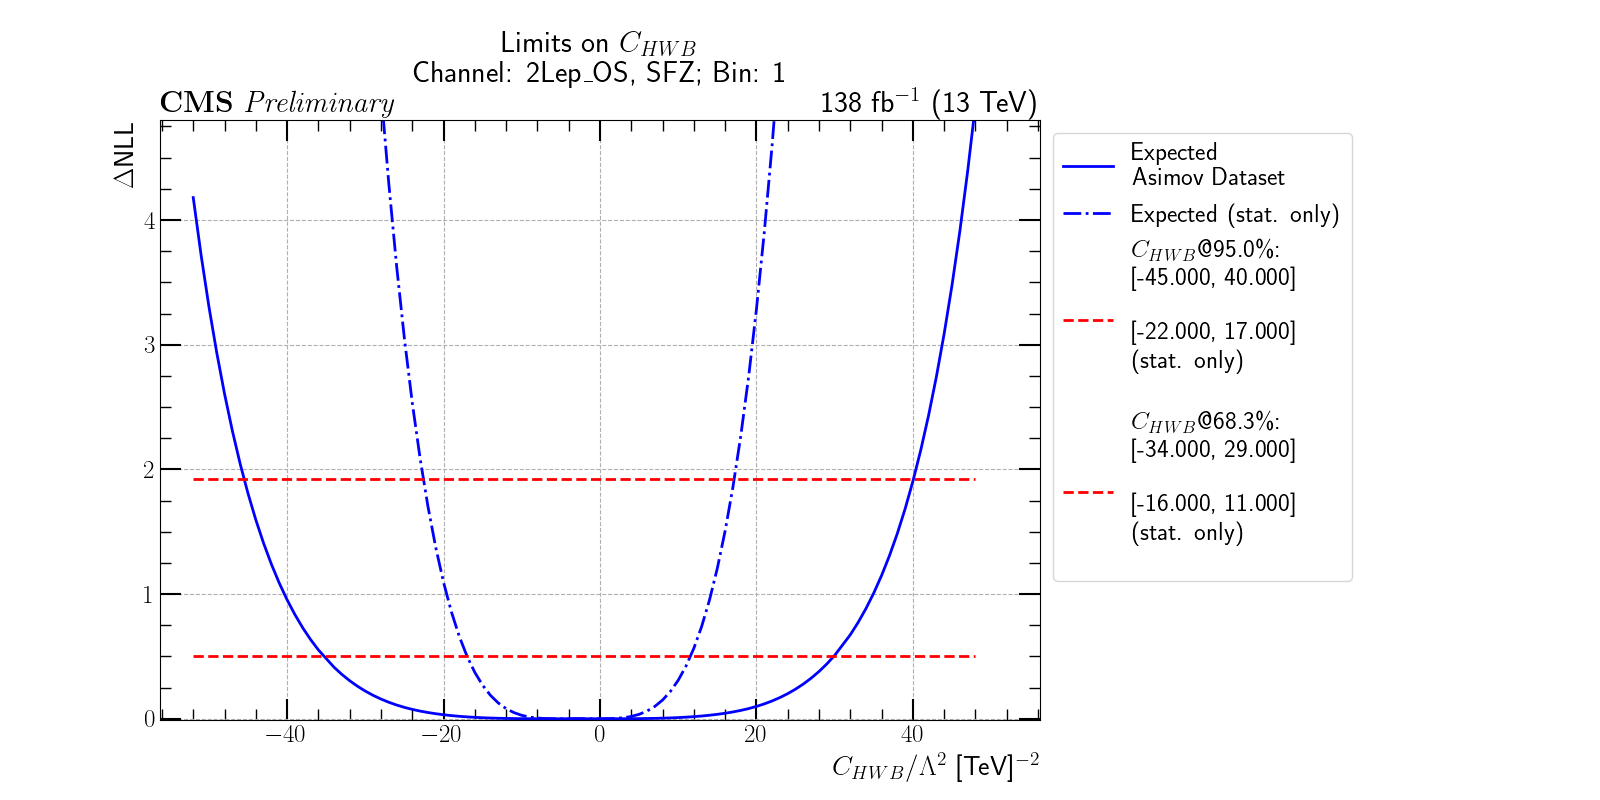 Limits on C_{HWB}
Channel: 2Lep_OS, SFZ; Bin: 1
CMS Preliminary
138 fb^{-1} (13 TeV)
ΔNLL
4
3
2
1
0
−40
−20
0
20
40
C_{HWB}/Λ^2 [TeV]^{-2}
Expected
Asimov Dataset
Expected (stat. only)
C_{HWB}@95.0%:
[-45.000, 40.000]
[-22.000, 17.000]
(stat. only)
C_{HWB}@68.3%:
[-34.000, 29.000]
[-16.000, 11.000]
(stat. only)